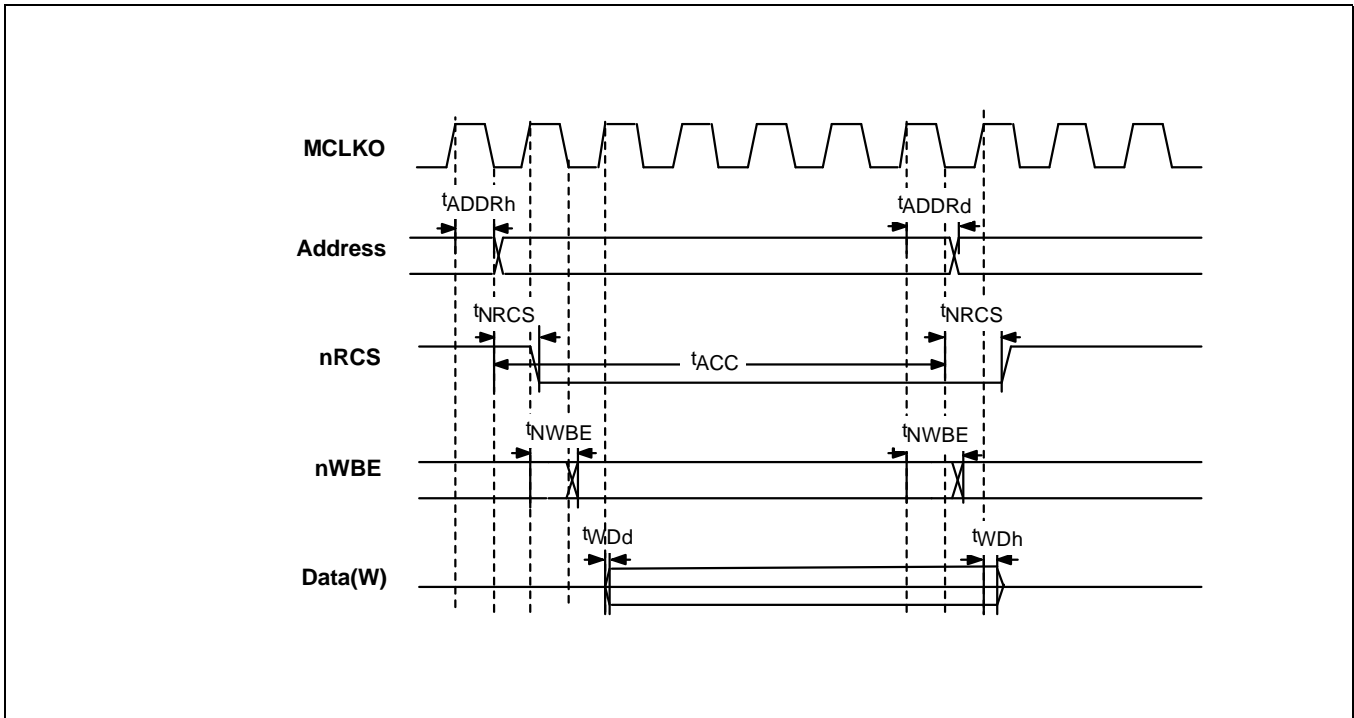 MCLKO
tADDRh
tADDRd
Address
tNRCS
tNRCS
nRCS
tACC
tNWBE
tNWBE
nWBE
tWDd
tWDh
Data(W)